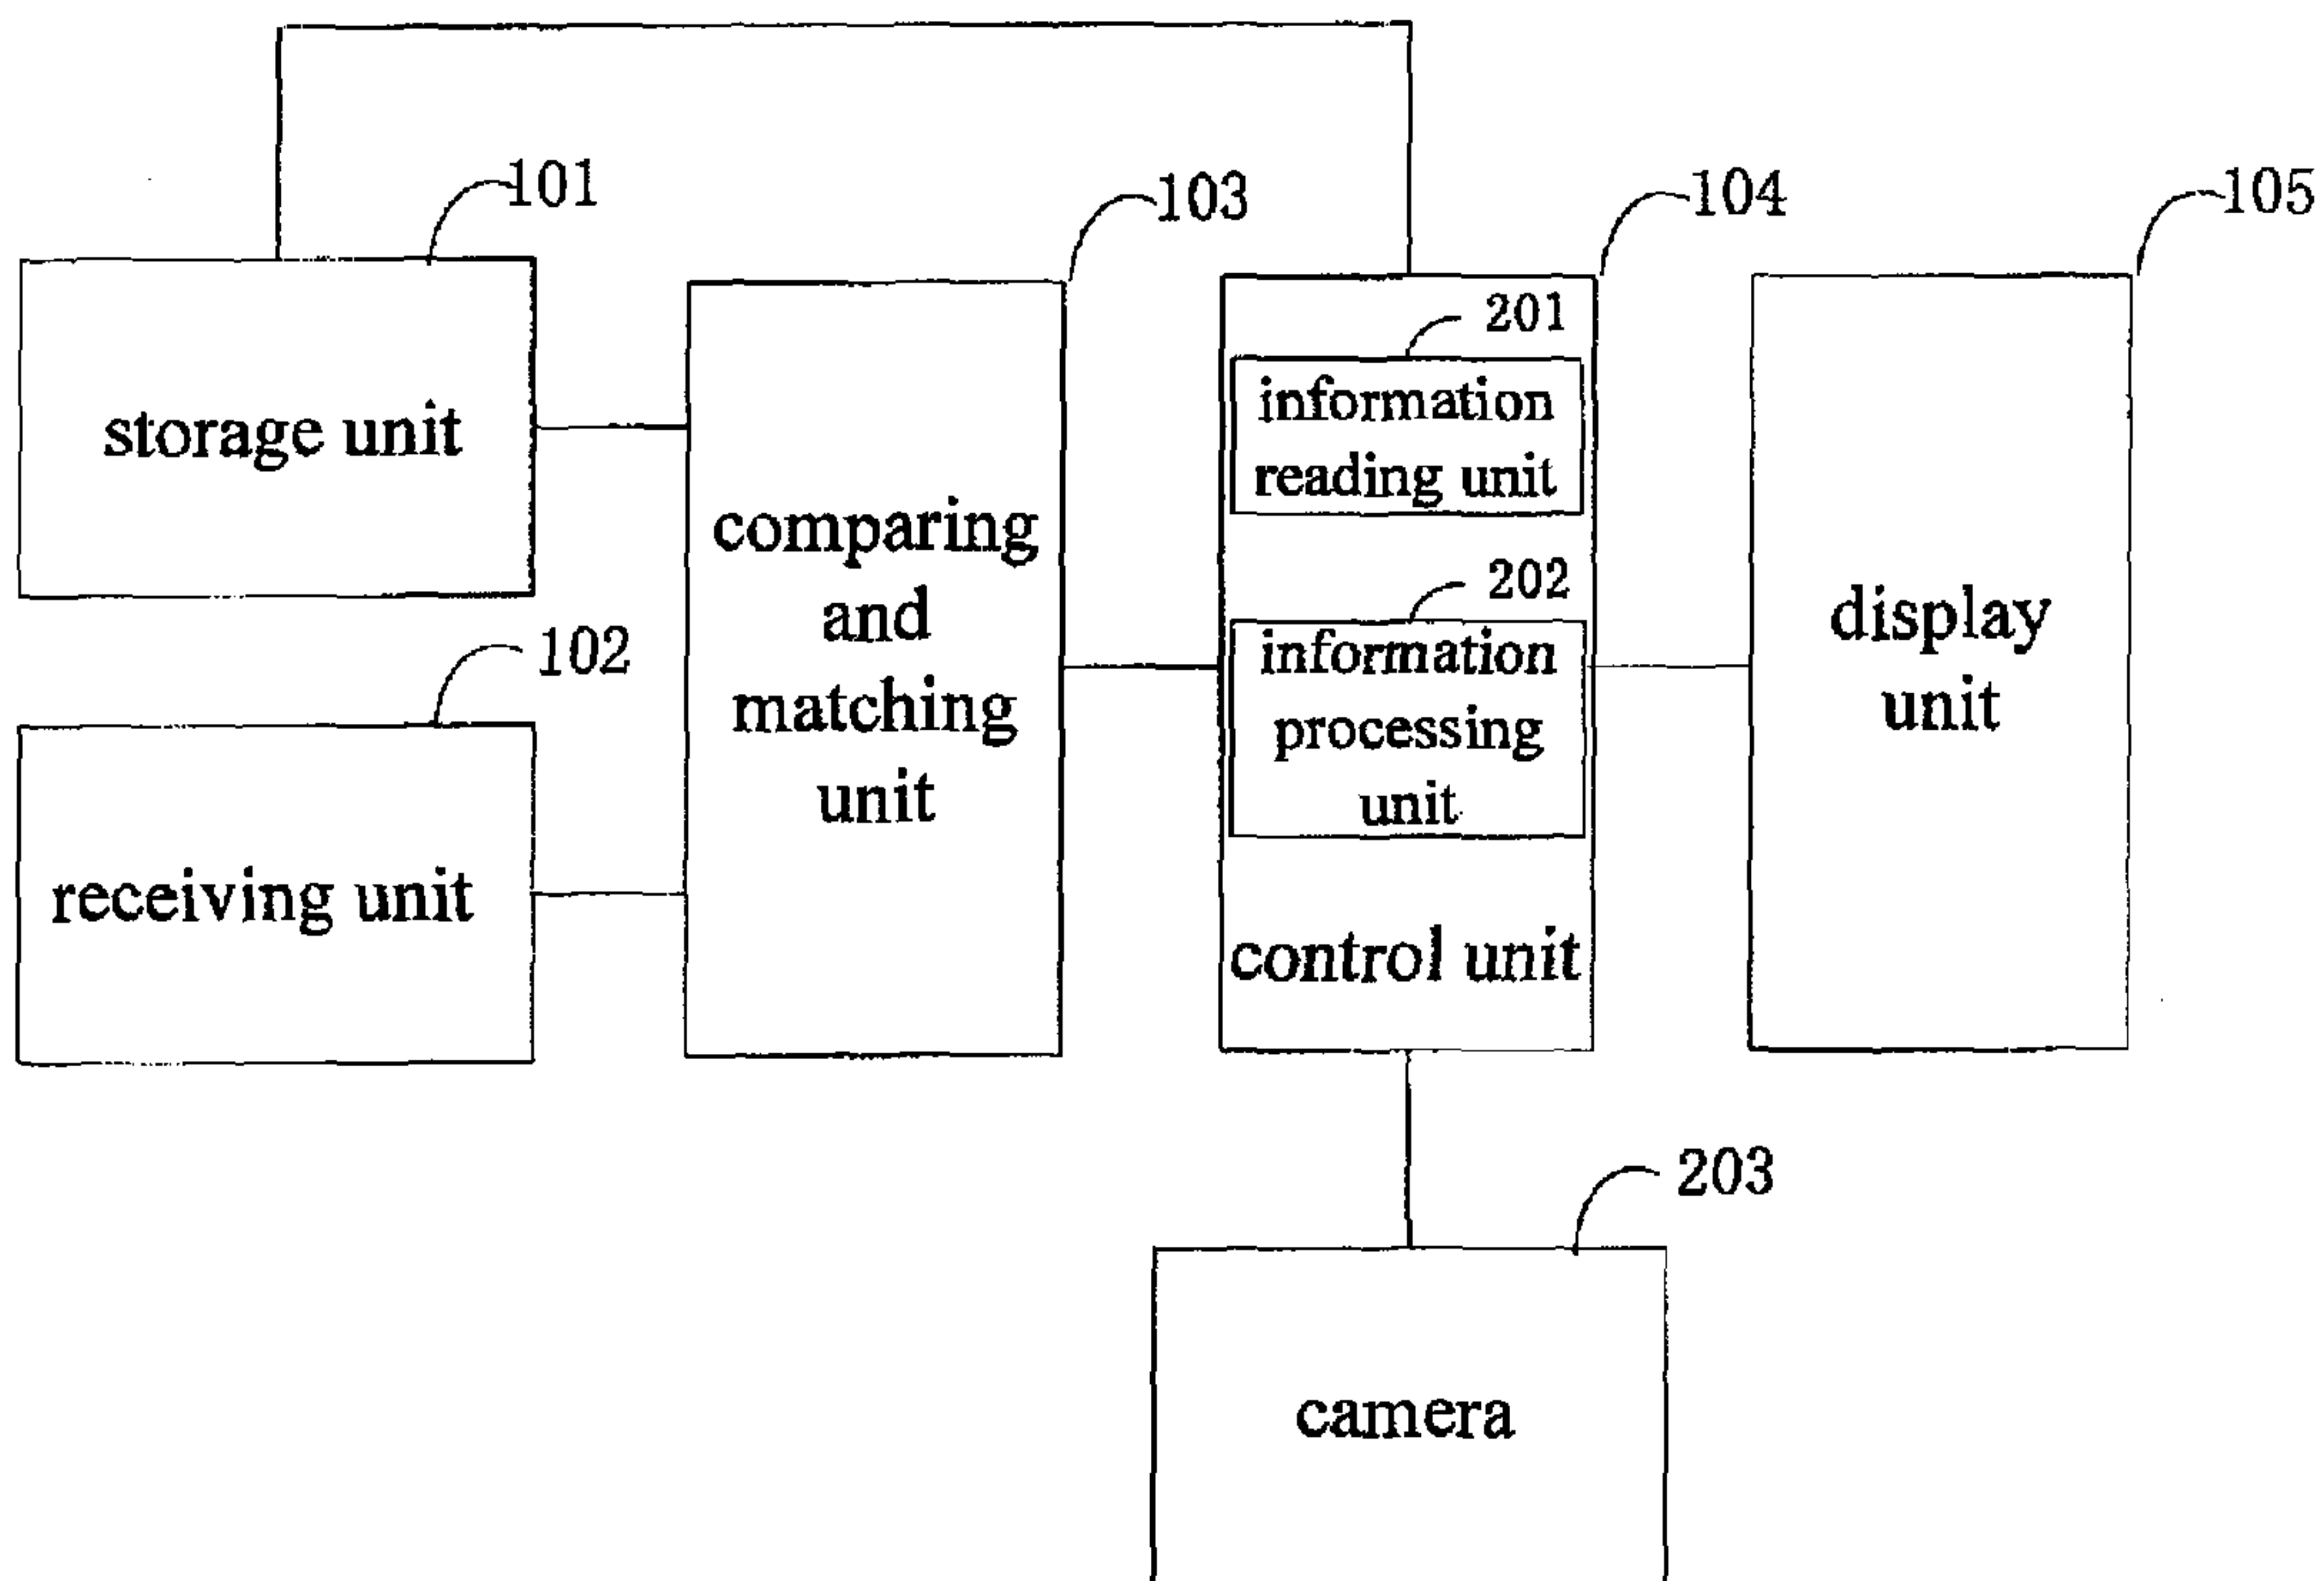 101
103
104
105
storage unit
102
receiving unit
comparing
and
matching
unit
201
information
reading unit
202
information
processing
unit
control unit
display
unit
203
camera